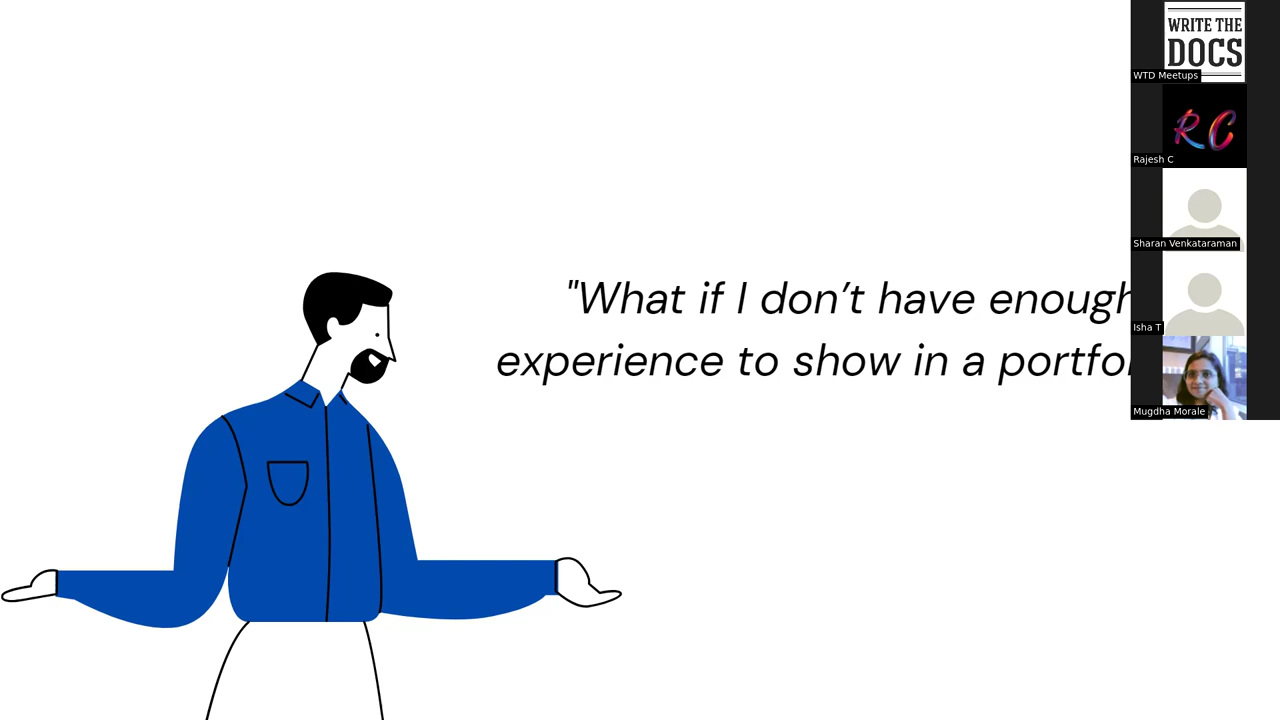 "What if I don’t have enough
experience to show in a
WRITE THE
DOCS
WTD Meetups
RC
Rajesh C
Sharan Venkataraman
Isha T
Mugdha Morale